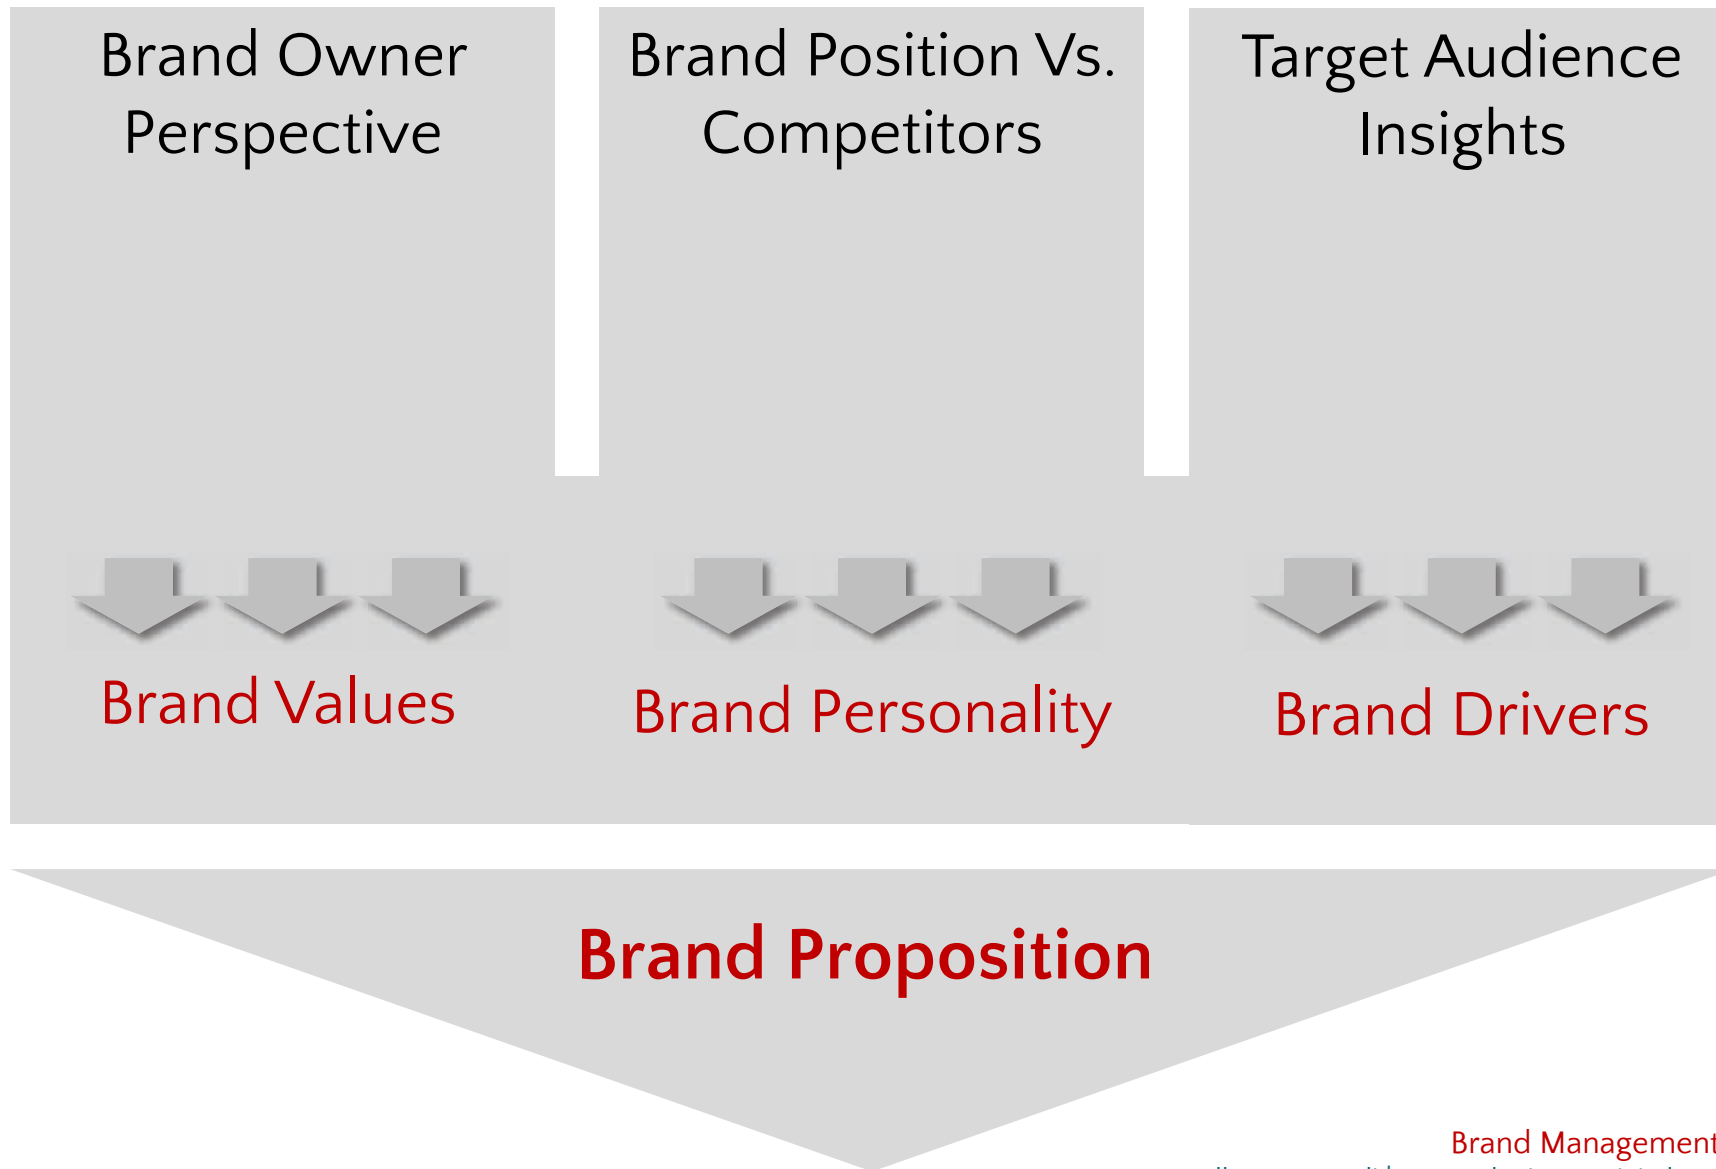 Brand Owner
Perspective
Brand Position Vs.
Competitors
Target Audience
Insights
Brand Values
Brand Personality
Brand Drivers
Brand Proposition
Brand Management